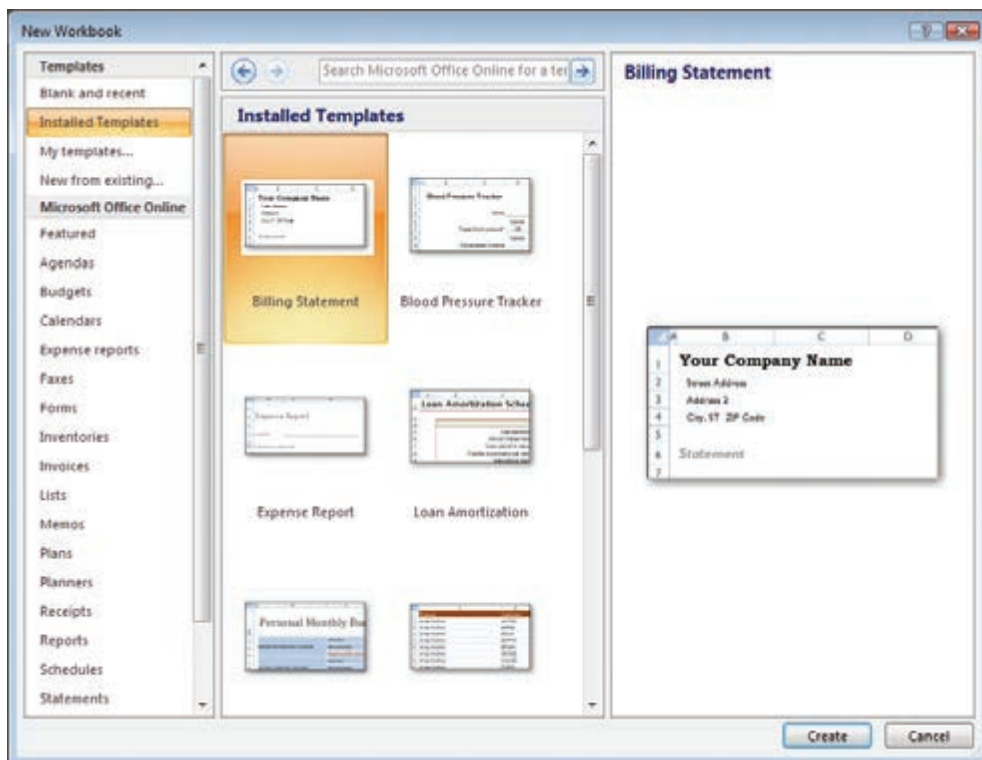 New Workbook
Templates
Blank and recent
Installed Templates
My templates...
New from existing...
Microsoft Office Online
Featured
Agendas
Budgets
Calendars
Expense reports
Faxes
Forms
Inventories
Invoices
Lists
Memos
Plans
Planners
Receipts
Reports
Schedules
Statements
Search Microsoft Office Online for a ter
Installed Templates
Your Company Name
Billing Statement
Blood Pressure Tracker
Blood Pressure Tracker
Expense Report
Expense Report
Loan Amortization Sched
Loan Amortization
Personal Monthly Bu
Billing Statement
A B C D
1 Your Company Name
2 Street Address
3 Address 2
4 City, ST ZIP Code
5
6 Statement
7
Create
Cancel